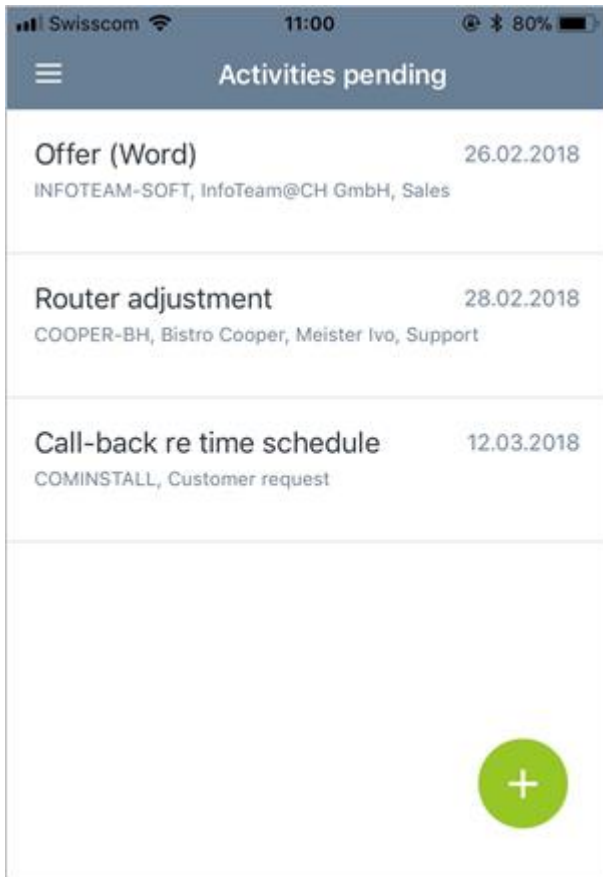 Swisscom 11:00 80%
Activities pending
Offer (Word) 26.02.2018
INFOTEAM-SOFT, InfoTeam@CH GmbH, Sales
Router adjustment 28.02.2018
COOPER-BH, Bistro Cooper, Meister Ivo, Support
Call-back re time schedule 12.03.2018
COMINSTALL, Customer request
+